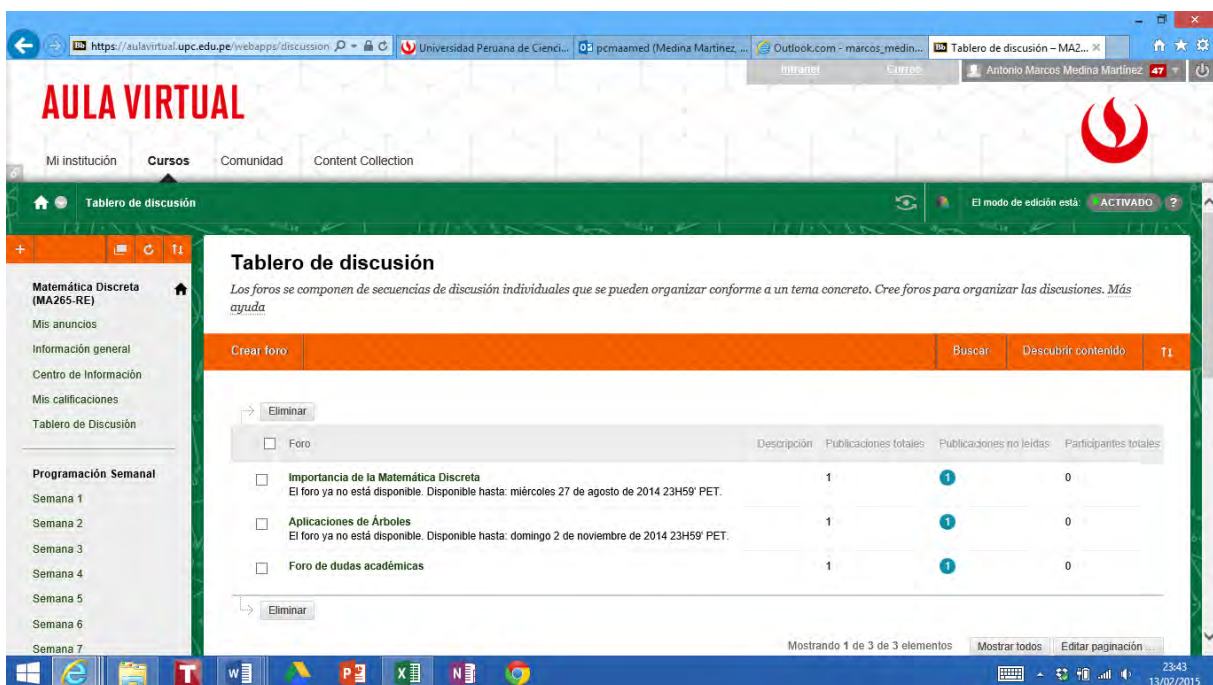 https://aulavirtual.upc.edu.pe/webapps/discussion
Universidad Peruana de Cienci...
pcmaamed (Medina Martinez, ...
Outlook.com - marcos_medin...
Tablero de discusión – MA2...
Intranet
Cursos
Antonio Marcos Medina Martínez 47
AULA VIRTUAL
Mi institución
Cursos
Comunidad
Content Collection
Tablero de discusión
El modo de edición está: ACTIVADO ?
Matemática Discreta
(MA265-RE)
Mis anuncios
Información general
Centro de Información
Mis calificaciones
Tablero de Discusión
Programación Semanal
Semana 1
Semana 2
Semana 3
Semana 4
Semana 5
Semana 6
Semana 7
Tablero de discusión
Los foros se componen de secuencias de discusión individuales que se pueden organizar conforme a un tema concreto. Cree foros para organizar las discusiones. Más
ayuda
Crear foro
Buscar
Descubrir contenido
Eliminar
Foro
Descripción
Publicaciones totales
Publicaciones no leídas
Participantes totales
Importancia de la Matemática Discreta
El foro ya no está disponible. Disponible hasta: miércoles 27 de agosto de 2014 23H59' PET.
1
1
0
Aplicaciones de Árboles
El foro ya no está disponible. Disponible hasta: domingo 2 de noviembre de 2014 23H59' PET.
1
1
0
Foro de dudas académicas
1
1
0
Eliminar
Mostrando 1 de 3 de 3 elementos
Mostrar todos
Editar paginación ...
23:43
13/02/2015